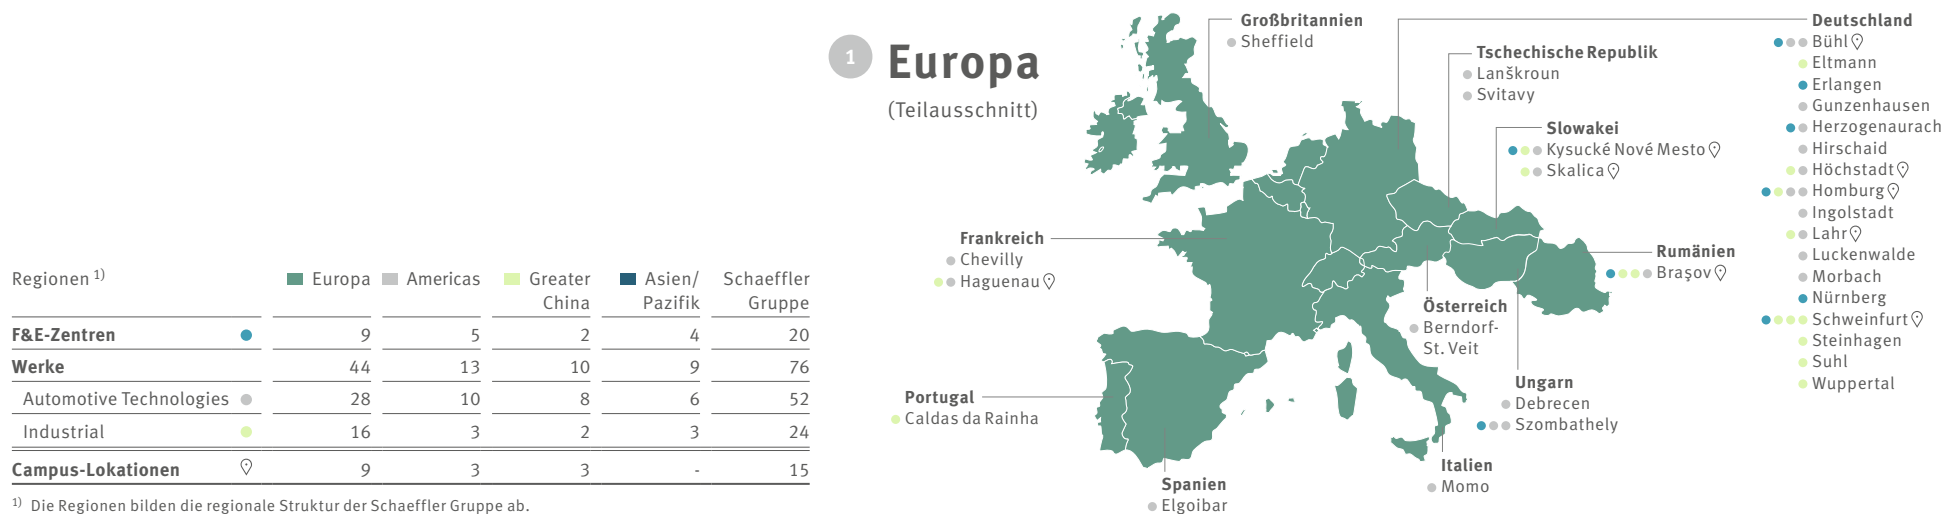 Regionen 1) Europa Americas Greater China Asien/Pazifik Schaeffler Gruppe
F&E-Zentren 9 5 2 4 20
Werke 44 13 10 9 76
Automotive Technologies 28 10 8 6 52
Industrial 16 3 2 3 24
Campus-Lokationen 9 3 3 - 15
1) Die Regionen bilden die regionale Struktur der Schaeffler Gruppe ab.
1 Europa
(Teilausschnitt)
Großbritannien
Sheffield
Tschechische Republik
Lanškroun
Svitavy
Slowakei
Kysucké Nové Mesto
Skalica
Deutschland
Bühl
Eltmann
Erlangen
Gunzenhausen
Herzogenaurach
Hirschaid
Höchstadt
Homburg
Ingolstadt
Lahr
Luckenwalde
Morbach
Nürnberg
Schweinfurt
Steinhagen
Suhl
Wuppertal
Frankreich
Chevilly
Haguenau
Rumänien
Braşov
Österreich
Berndorf-
St. Veit
Ungarn
Debrecen
Szombathely
Portugal
Caldas da Rainha
Italien
Momo
Spanien
Elgoibar